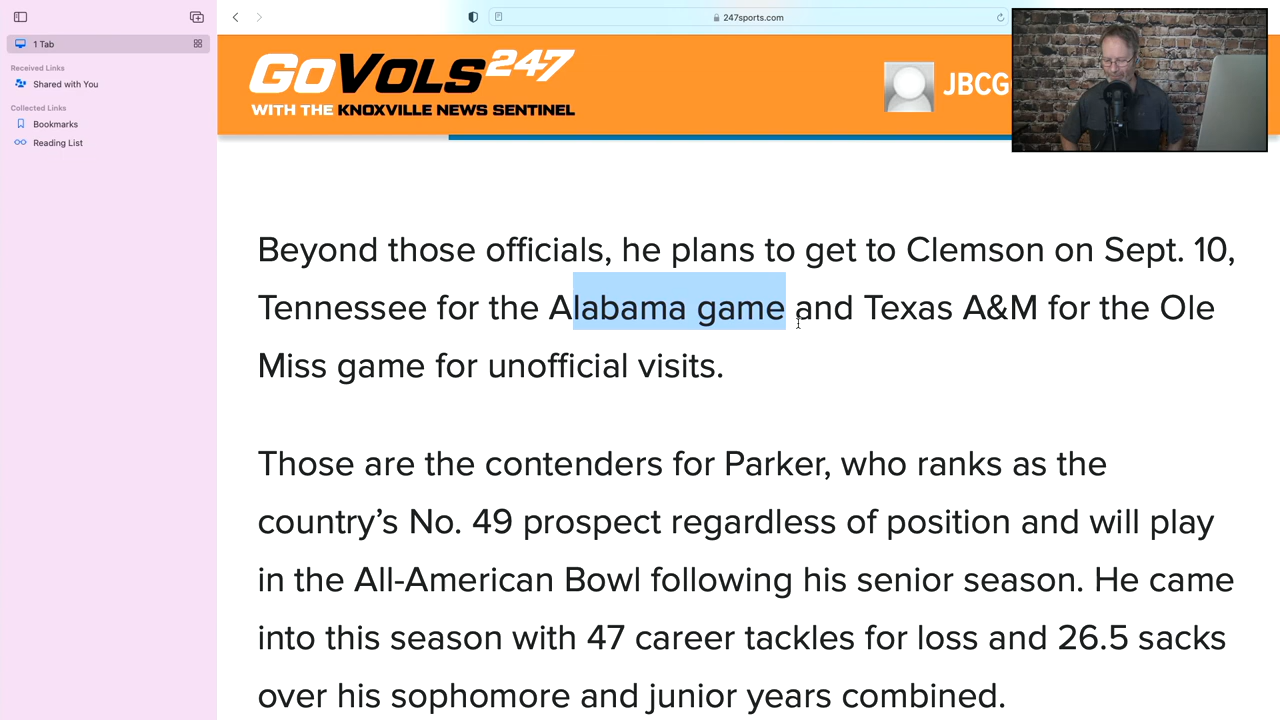 1 Tab
Received Links
Shared with You
Collected Links
Bookmarks
Reading List
247sports.com
GoVols247
WITH THE KNOXVILLE NEWS SENTINEL
JBCG
Beyond those officials, he plans to get to Clemson on Sept. 10,
Tennessee for the Alabama game and Texas A&M for the Ole
Miss game for unofficial visits.
Those are the contenders for Parker, who ranks as the
country’s No. 49 prospect regardless of position and will play
in the All-American Bowl following his senior season. He came
into this season with 47 career tackles for loss and 26.5 sacks
over his sophomore and junior years combined.